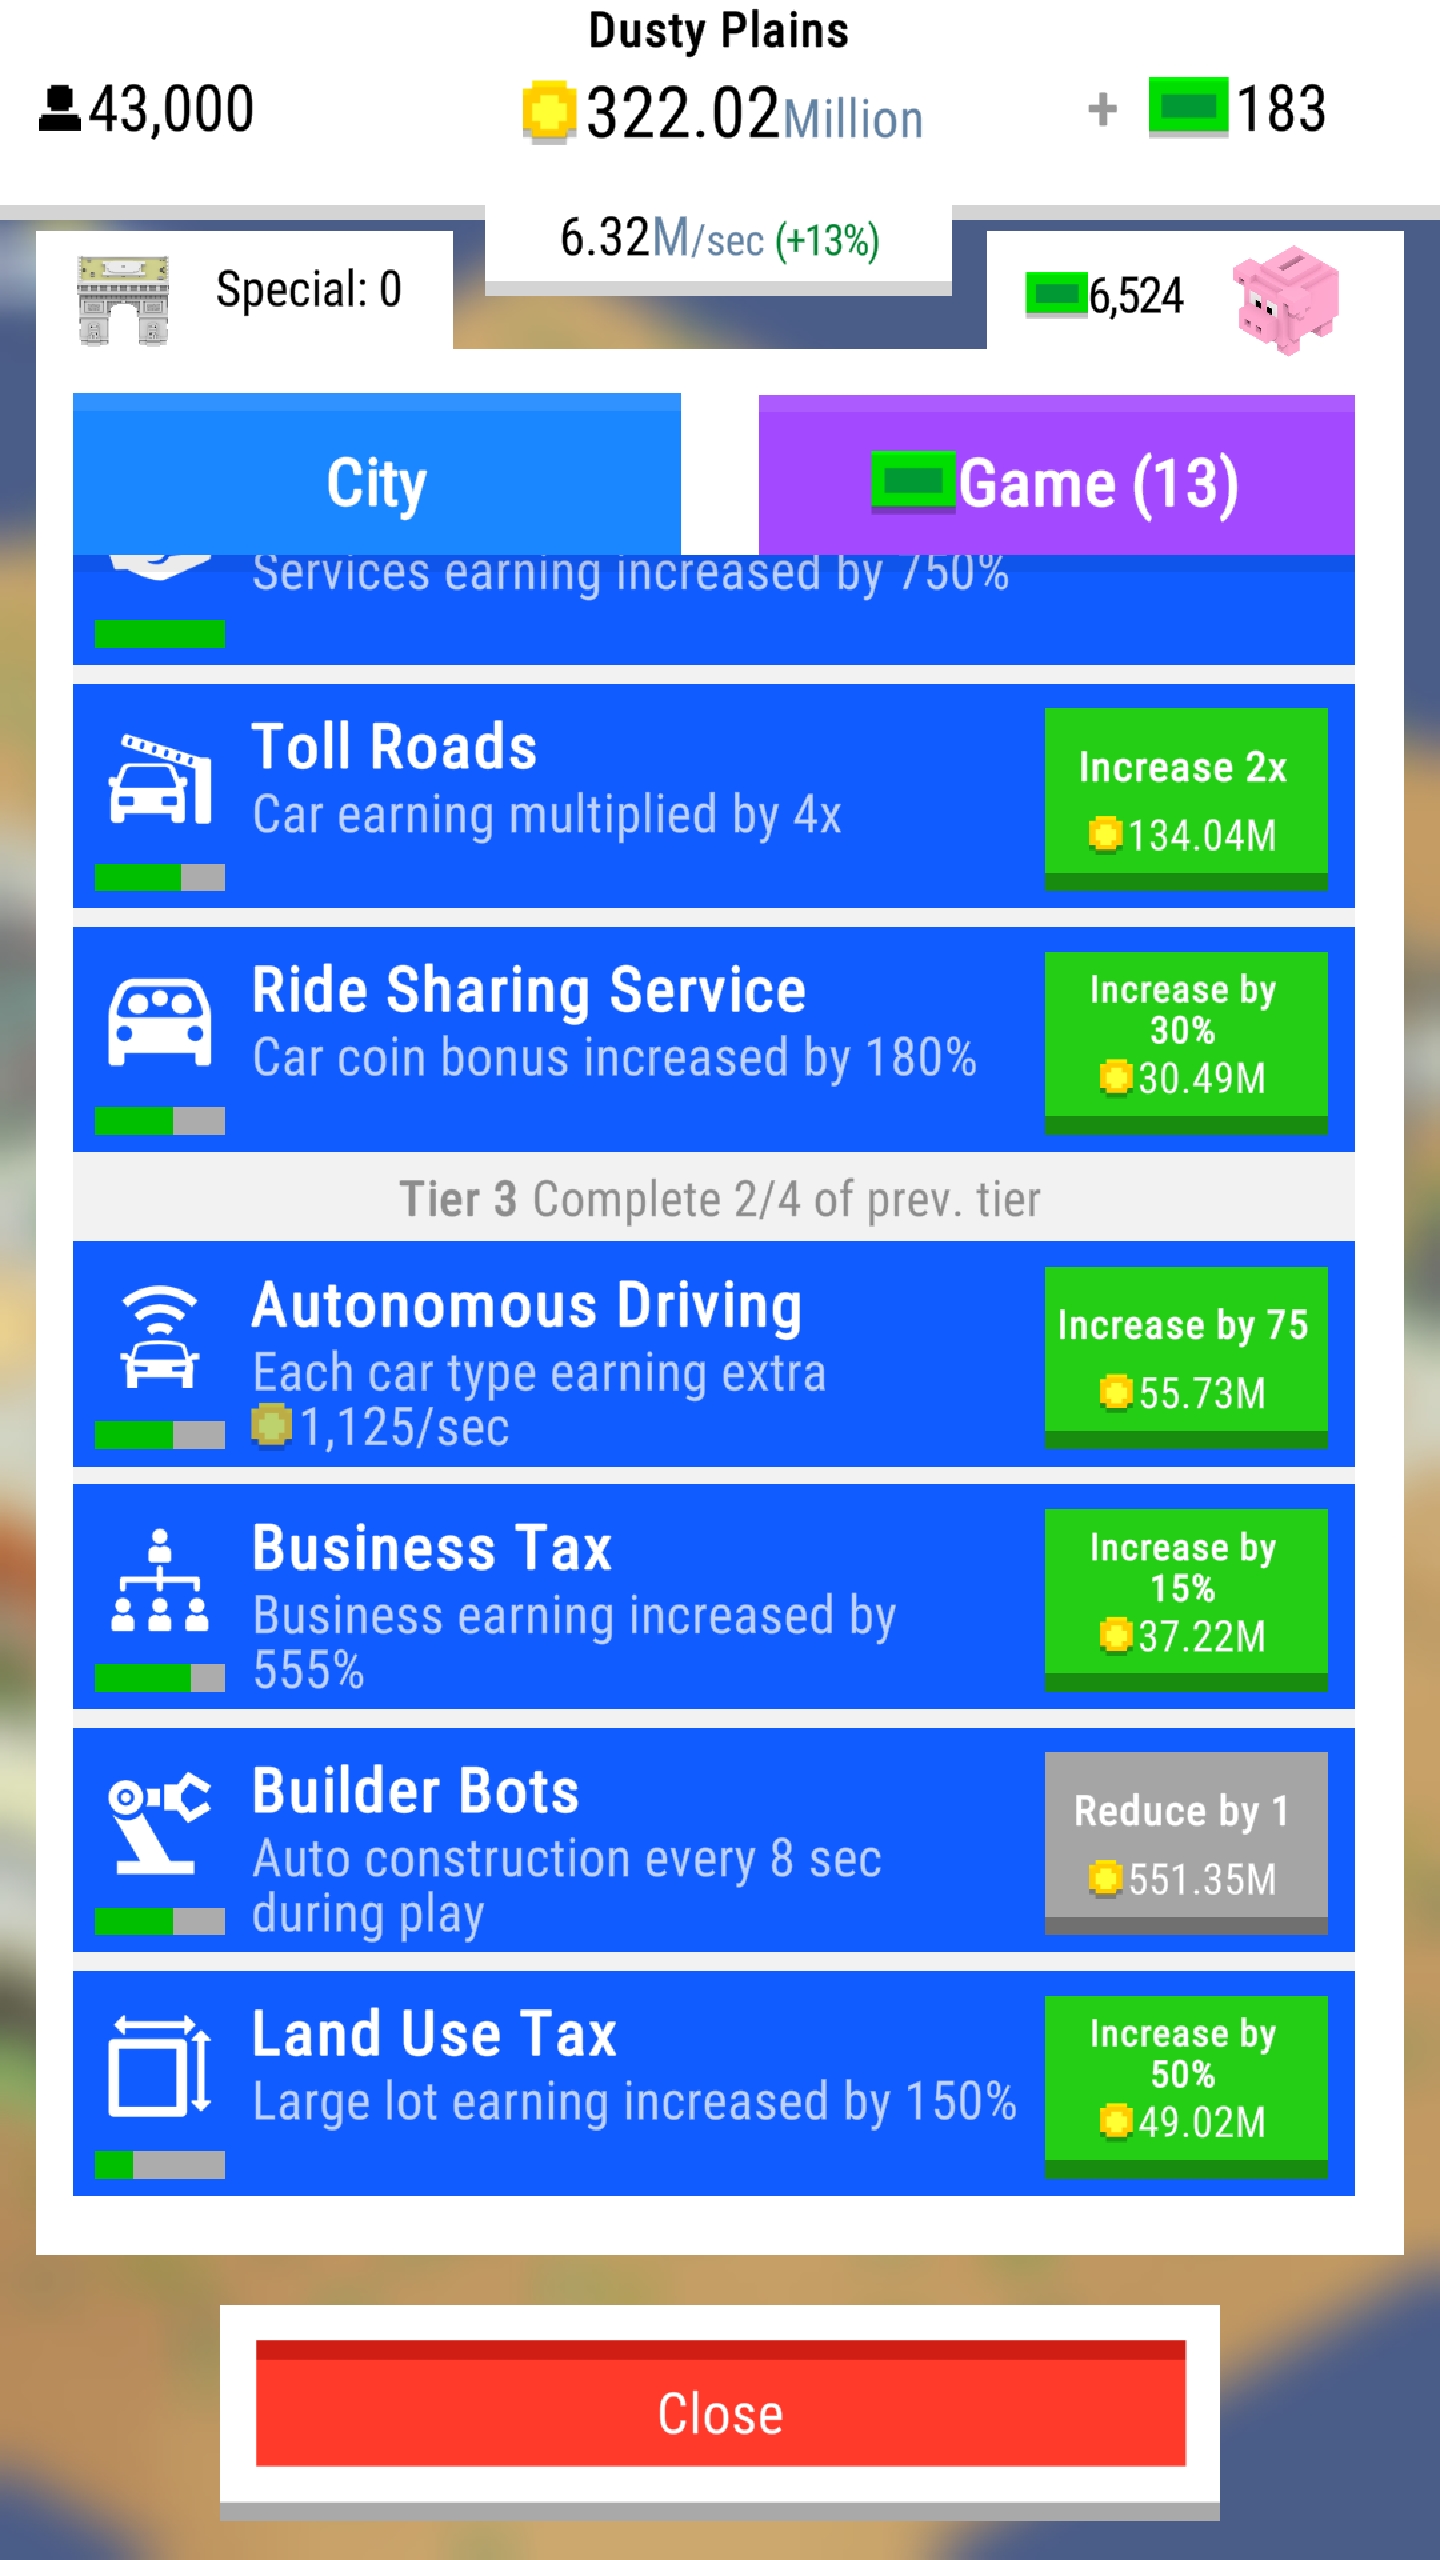 Dusty Plains
43,000
322.02Million
+ 183
6.32M/sec (+13%)
Special: 0
6,524
City
Game (13)
Services earning increased by 750%
Toll Roads
Car earning multiplied by 4x
Increase 2x
134.04M
Ride Sharing Service
Car coin bonus increased by 180%
Increase by
30%
30.49M
Tier 3 Complete 2/4 of prev. tier
Autonomous Driving
Each car type earning extra
1,125/sec
Increase by 75
55.73M
Business Tax
Business earning increased by
555%
Increase by
15%
37.22M
Builder Bots
Auto construction every 8 sec
during play
Reduce by 1
551.35M
Land Use Tax
Large lot earning increased by 150%
Increase by
50%
49.02M
Close